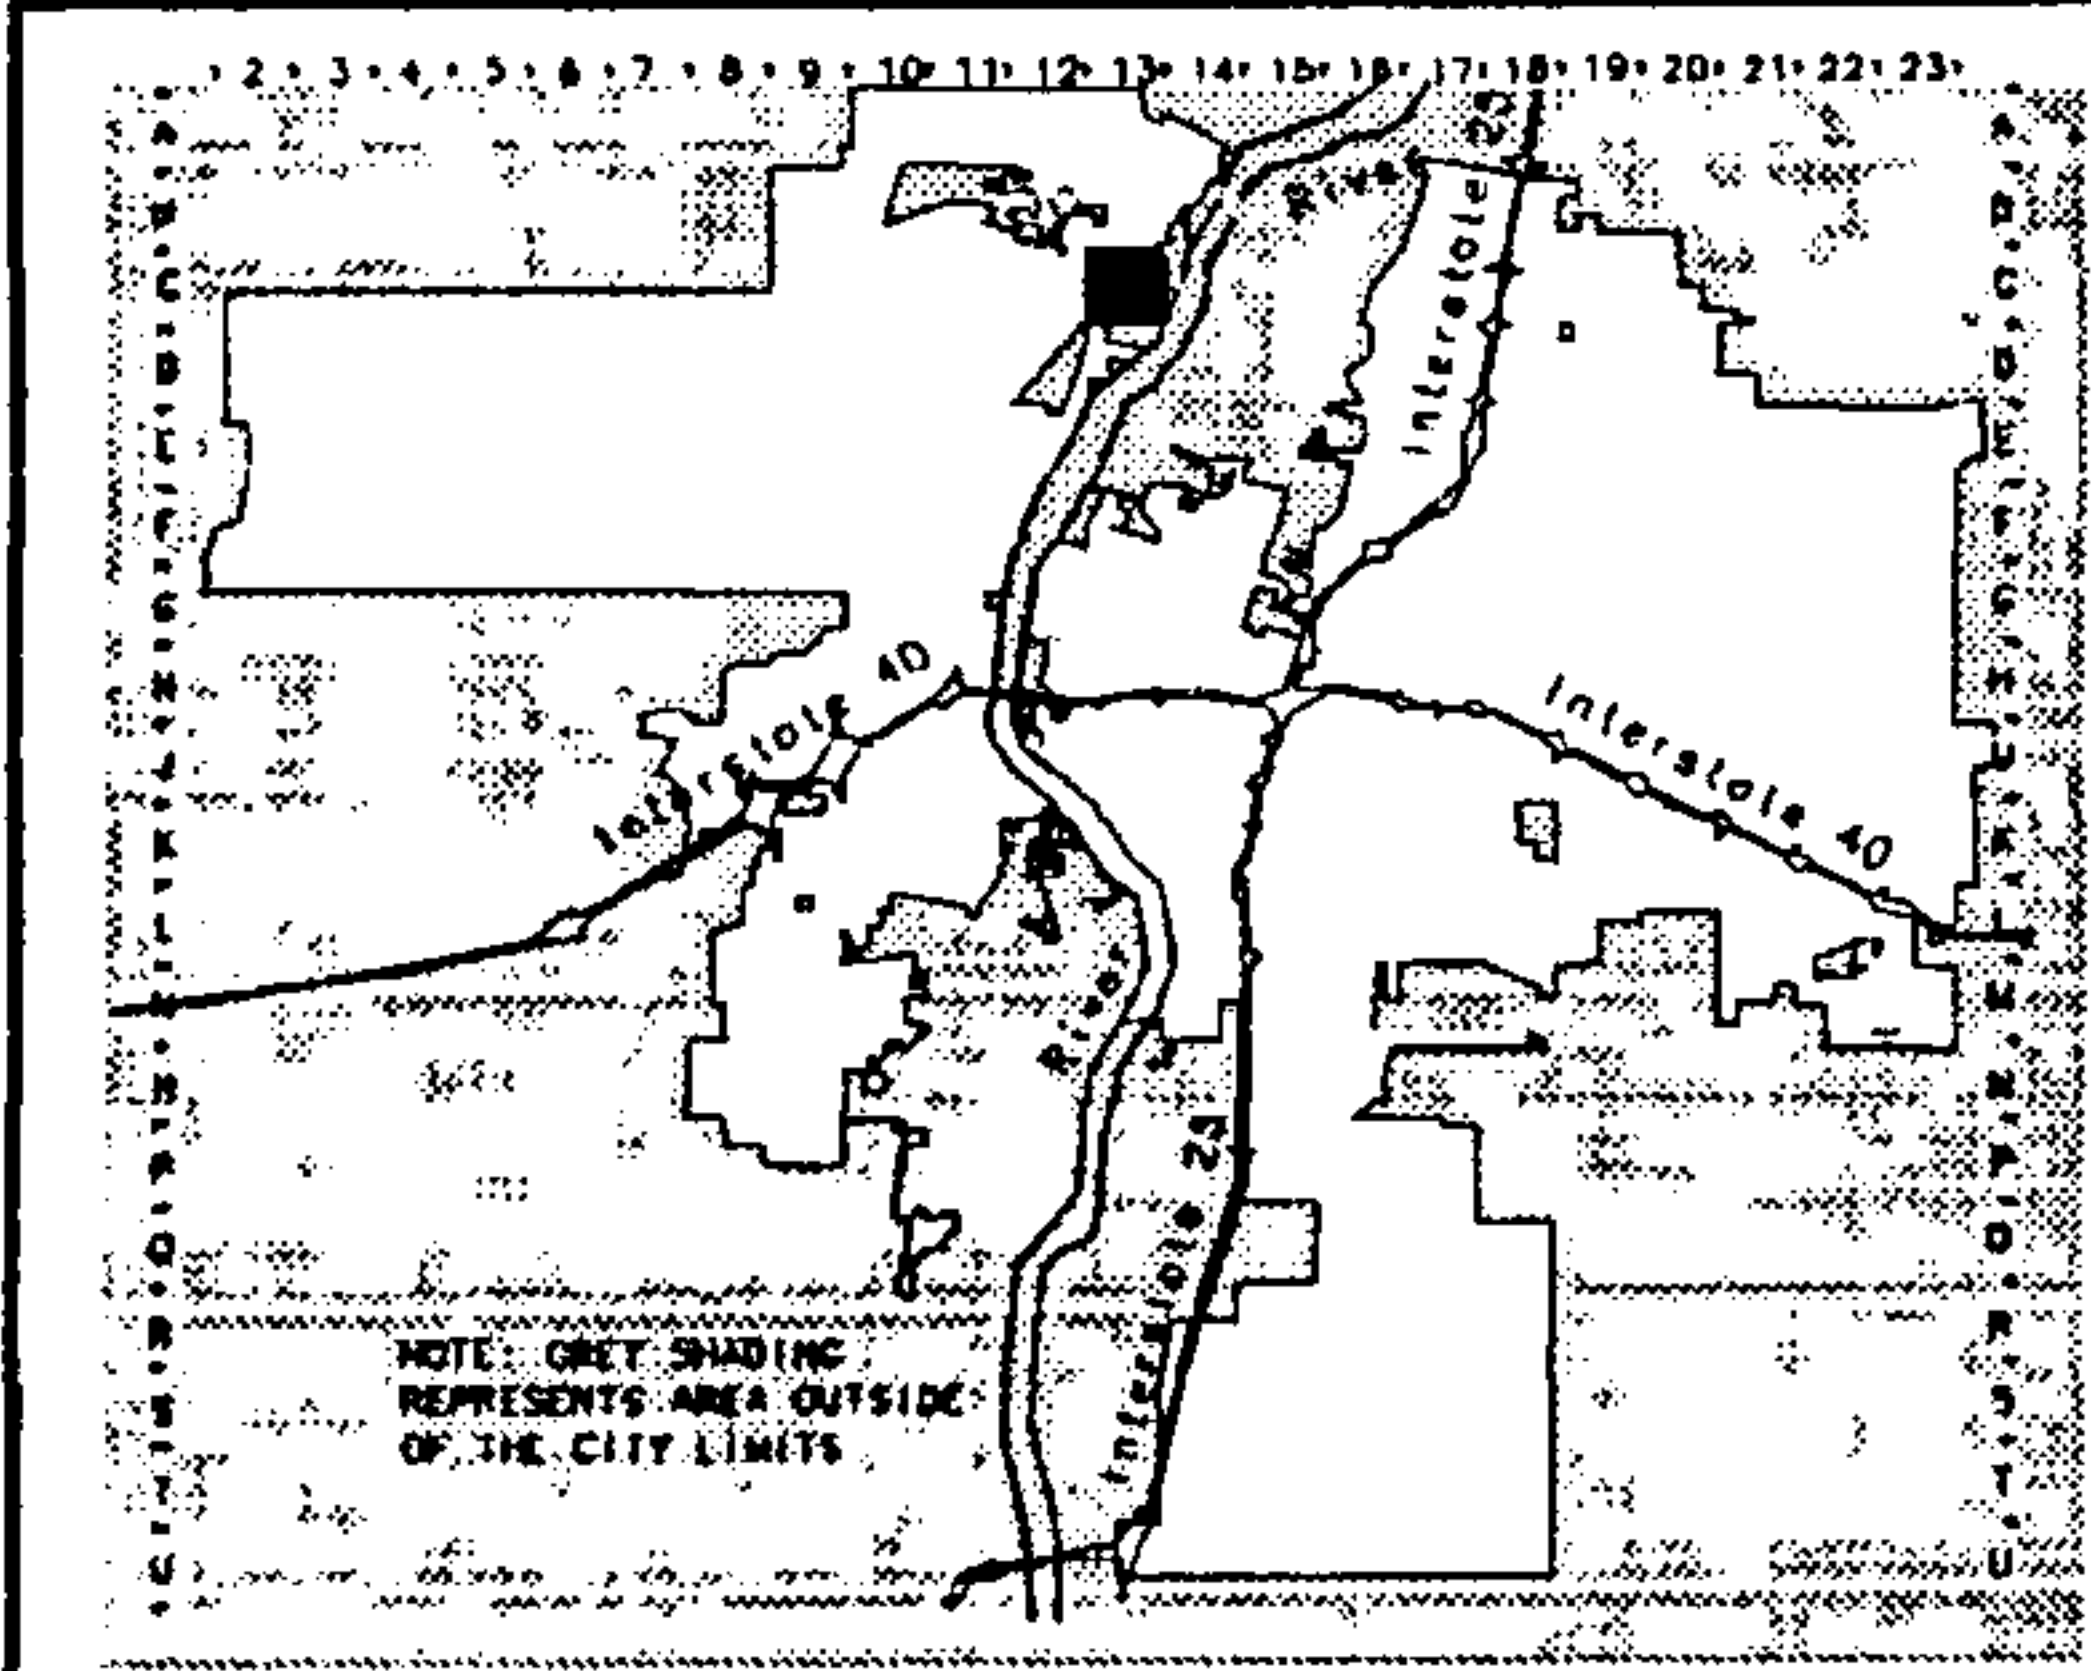 2 3 4 5 6 7 8 9 10 11 12 13 14 15 16 17 18 19 20 21 22 23
A B C D E F G H J K L M N P Q R S T U
A B C D E F G H J K L M N P Q R S T U
River
Interstate 25
Interstate 40
Interstate 40
River
Interstate 25
NOTE: GREY SHADING
REPRESENTS AREA OUTSIDE
OF THE CITY LIMITS